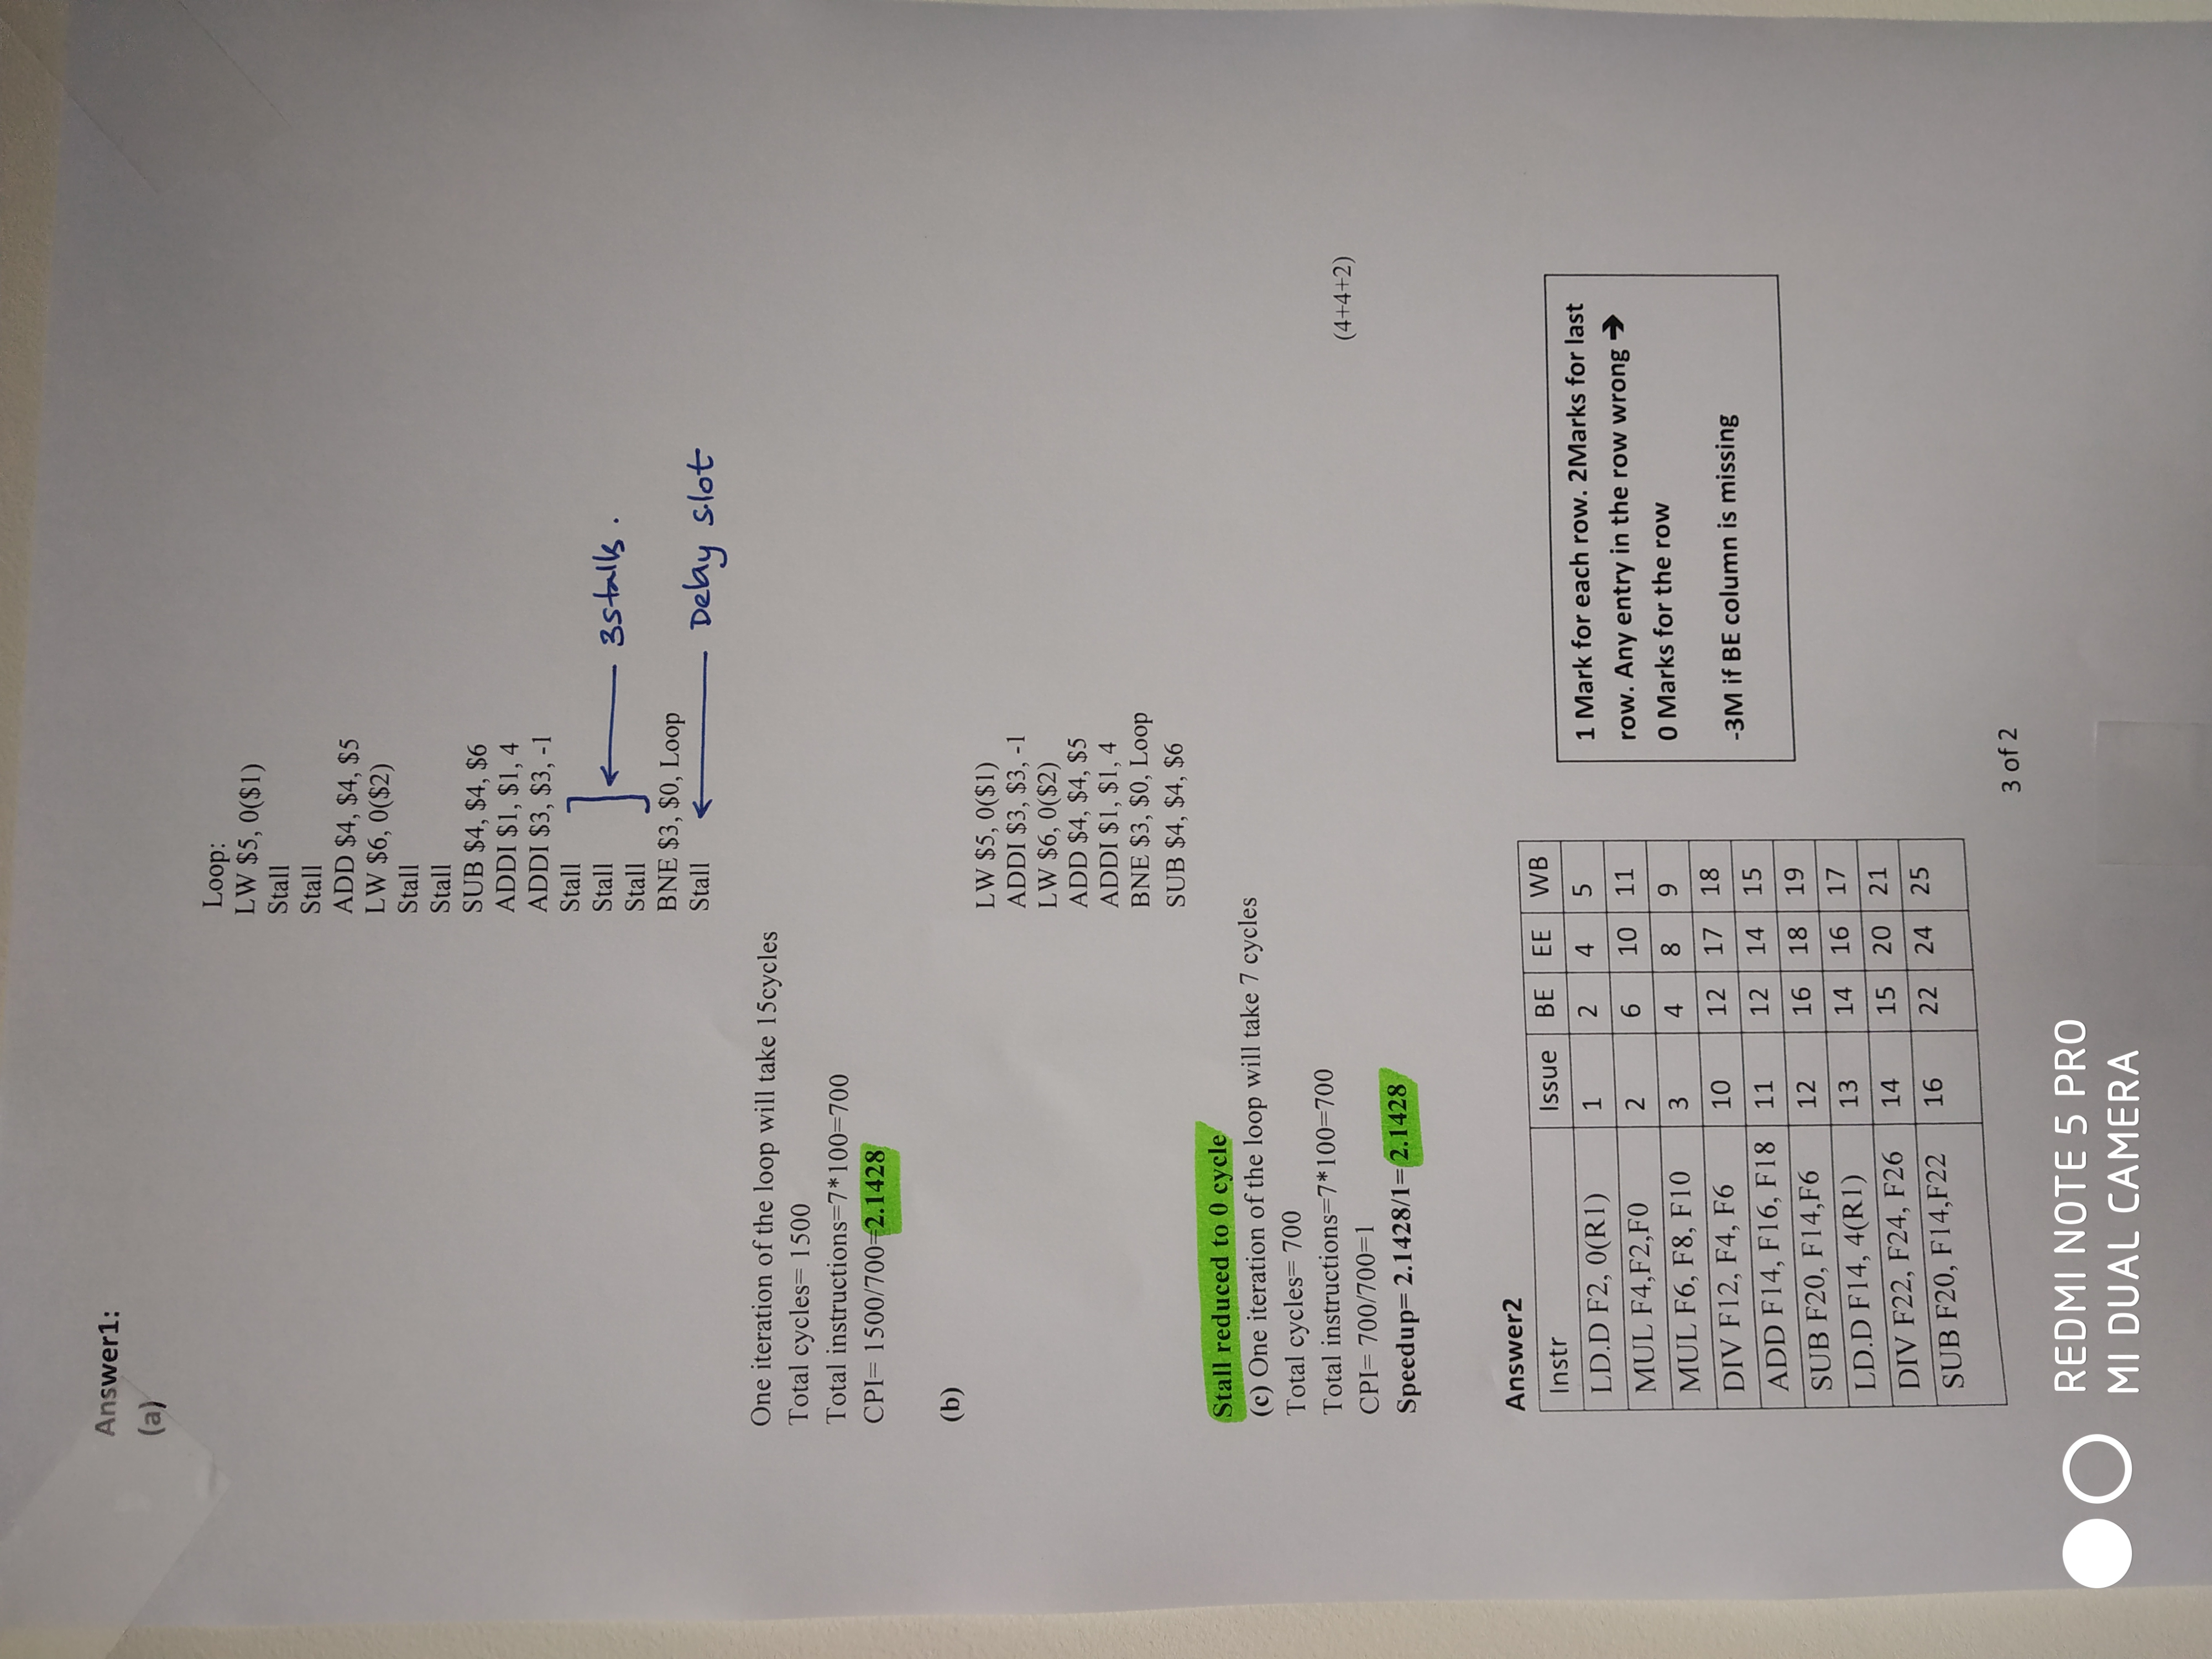 Answer1:
(a)
Loop:
LW $5, 0($1)
Stall
Stall
ADD $4, $4, $5
LW $6, 0($2)
Stall
Stall
SUB $4, $4, $6
ADDI $1, $1, 4
ADDI $3, $3, -1
Stall
Stall
3stalls.
Stall
BNE $3, $0, Loop
Stall
Delay slot
One iteration of the loop will take 15cycles
Total cycles= 1500
Total instructions=7*100=700
CPI= 1500/700=2.1428
(b)
LW $5, 0($1)
ADDI $3, $3, -1
LW $6, 0($2)
ADD $4, $4, $5
ADDI $1, $1, 4
BNE $3, $0, Loop
SUB $4, $4, $6
Stall reduced to 0 cycle
(c) One iteration of the loop will take 7 cycles
Total cycles= 700
Total instructions=7*100=700
(4+4+2)
CPI= 700/700=1
Speedup= 2.1428/1=2.1428
Answer2
Instr Issue BE EE WB
LD.D F2, 0(R1) 1 2 4 5
MUL F4,F2,F0 2 6 10 11
MUL F6, F8, F10 3 4 8 9
DIV F12, F4, F6 10 12 17 18
ADD F14, F16, F18 11 12 14 15
SUB F20, F14,F6 12 16 18 19
LD.D F14, 4(R1) 13 14 16 17
DIV F22, F24, F26 14 15 20 21
SUB F20, F14,F22 16 22 24 25
1 Mark for each row. 2Marks for last
row. Any entry in the row wrong ➔
0 Marks for the row
-3M if BE column is missing
3 of 2
REDMI NOTE 5 PRO
MI DUAL CAMERA